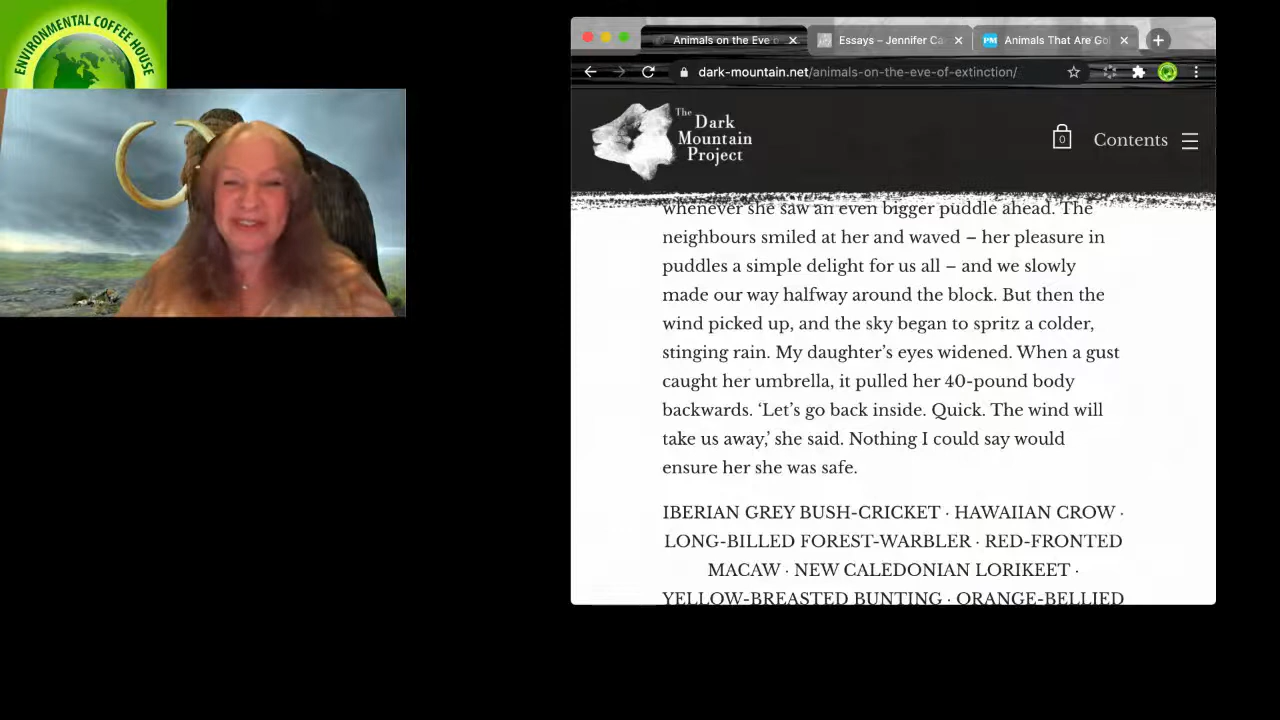 ENVIRONMENTAL COFFEE HOUSE
Animals on the Eve o
Essays – Jennifer Ca
PM
Animals That Are Go
dark-mountain.net/animals-on-the-eve-of-extinction/
The
Dark
Mountain
Project
0
Contents
whenever she saw an even bigger puddle ahead. The
neighbours smiled at her and waved – her pleasure in
puddles a simple delight for us all – and we slowly
made our way halfway around the block. But then the
wind picked up, and the sky began to spritz a colder,
stinging rain. My daughter’s eyes widened. When a gust
caught her umbrella, it pulled her 40-pound body
backwards. ‘Let’s go back inside. Quick. The wind will
take us away,’ she said. Nothing I could say would
ensure her she was safe.
IBERIAN GREY BUSH-CRICKET · HAWAIIAN CROW ·
LONG-BILLED FOREST-WARBLER · RED-FRONTED
MACAW · NEW CALEDONIAN LORIKEET ·
YELLOW-BREASTED BUNTING · ORANGE-BELLIED